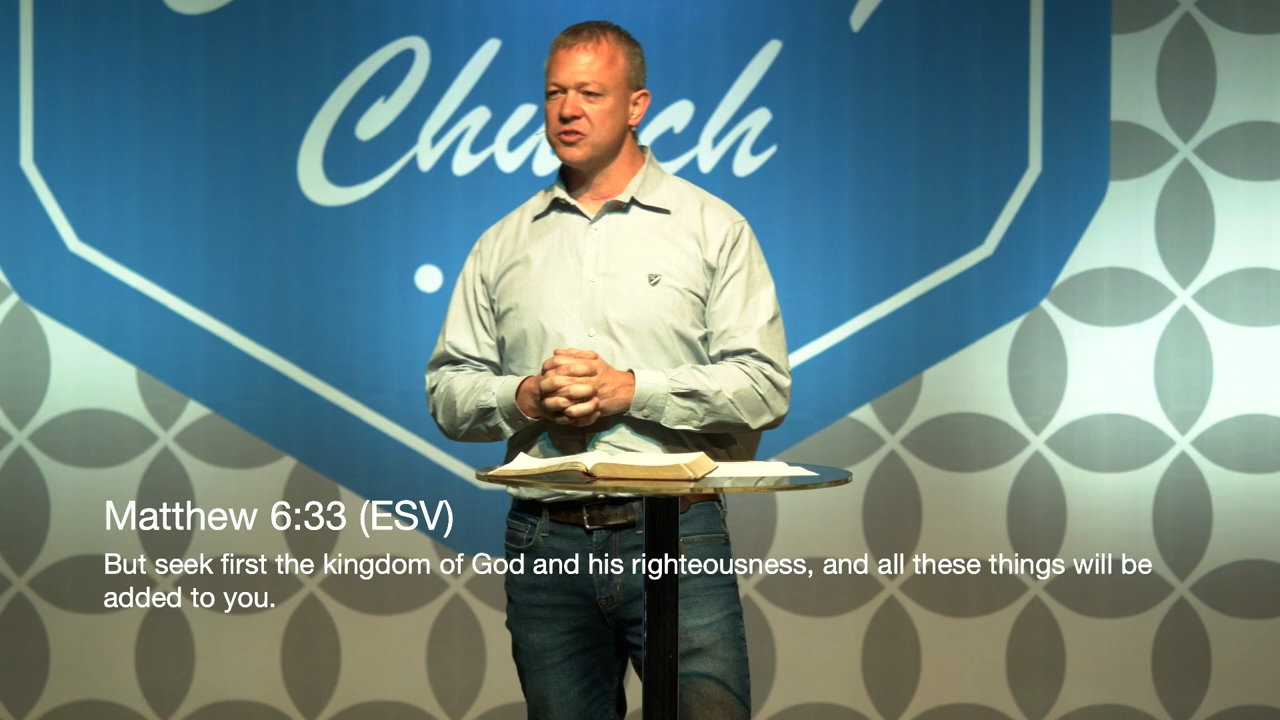 Church
Matthew 6:33 (ESV)
But seek first the kingdom of God and his righteousness, and all these things will be
added to you.